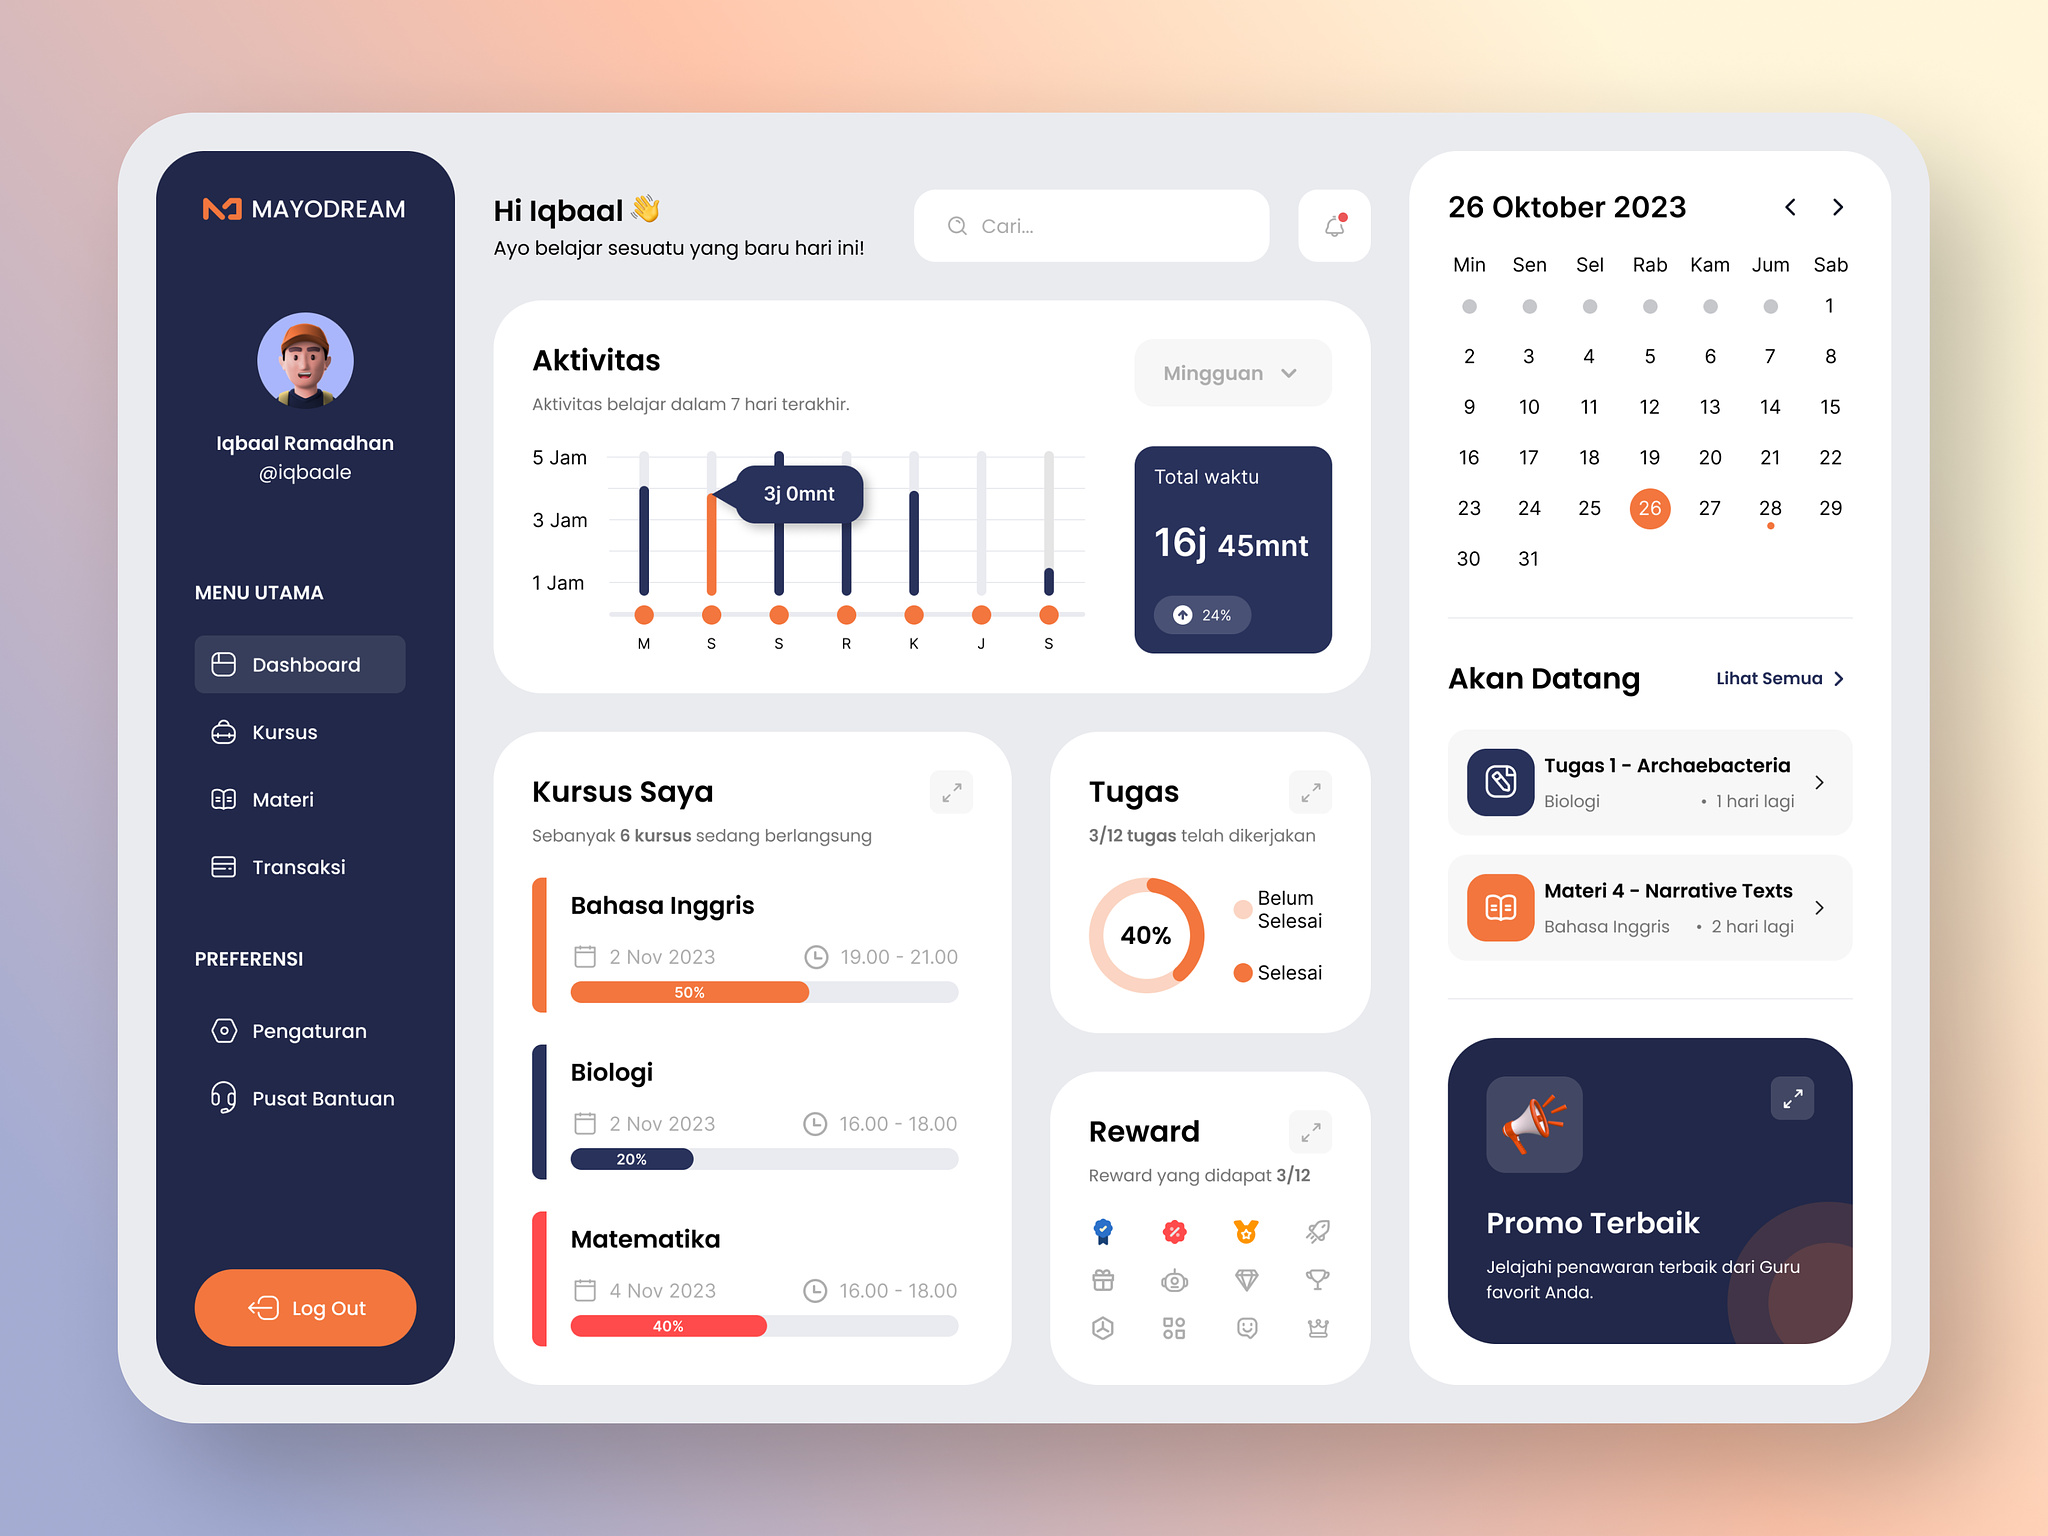 MAYODREAM
Iqbaal Ramadhan
@iqbaale
MENU UTAMA
Dashboard
Kursus
Materi
Transaksi
PREFERENSI
Pengaturan
Pusat Bantuan
Log Out
Hi Iqbaal 👋
Ayo belajar sesuatu yang baru hari ini!
Cari...
Aktivitas
Aktivitas belajar dalam 7 hari terakhir.
Mingguan
5 Jam
3 Jam
1 Jam
3j 0mnt
M S S R K J S
Total waktu
16j 45mnt
24%
Kursus Saya
Sebanyak 6 kursus sedang berlangsung
Bahasa Inggris
2 Nov 2023 19.00 - 21.00
50%
Biologi
2 Nov 2023 16.00 - 18.00
20%
Matematika
4 Nov 2023 16.00 - 18.00
40%
Tugas
3/12 tugas telah dikerjakan
40%
Belum
Selesai
Selesai
Reward
Reward yang didapat 3/12
26 Oktober 2023
Min Sen Sel Rab Kam Jum Sab
1
2 3 4 5 6 7 8
9 10 11 12 13 14 15
16 17 18 19 20 21 22
23 24 25 26 27 28 29
30 31
Akan Datang
Lihat Semua
Tugas 1 - Archaebacteria
Biologi • 1 hari lagi
Materi 4 - Narrative Texts
Bahasa Inggris • 2 hari lagi
Promo Terbaik
Jelajahi penawaran terbaik dari Guru
favorit Anda.